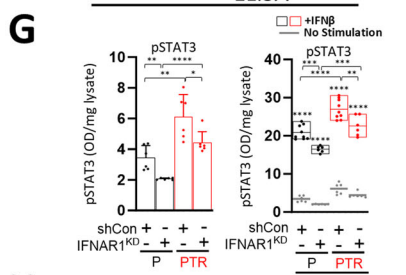 G
+IFNβ
No Stimulation
pSTAT3
pSTAT3 (OD/mg lysate)
10
8
6
4
2
0
** ****
** *
shCon + - + -
IFNAR1KD - + - +
P PTR
pSTAT3
pSTAT3 (OD/mg lysate)
40
30
20
10
0
*** ***
**** **
****
****
****
****
shCon + - + -
IFNAR1KD - + - +
P PTR